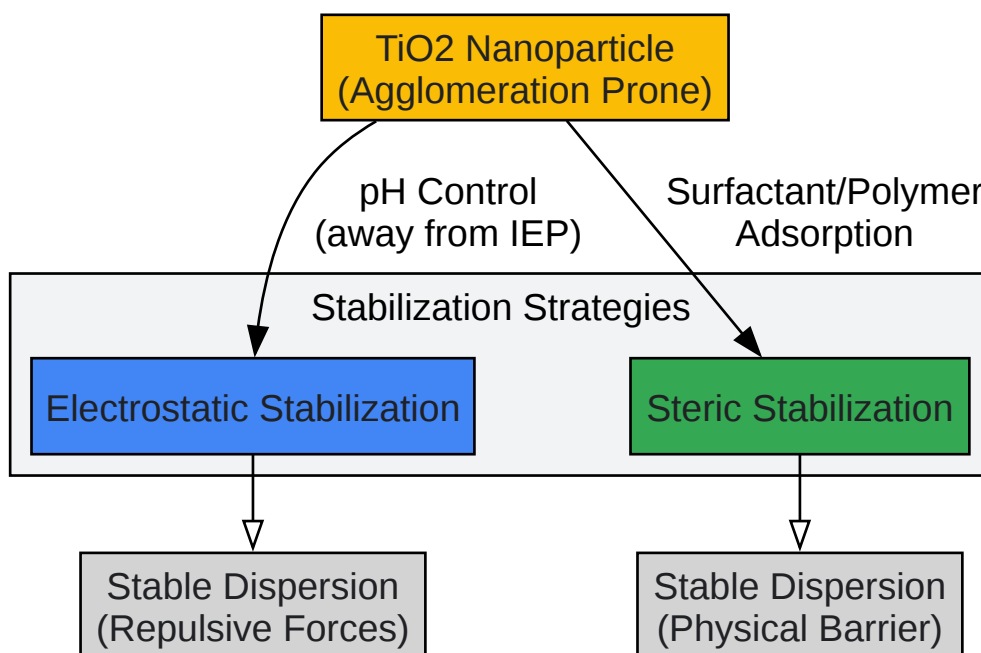 TiO2 Nanoparticle
(Agglomeration Prone)
pH Control
(away from IEP)
Surfactant/Polymer
Adsorption
Stabilization Strategies
Electrostatic Stabilization
Steric Stabilization
Stable Dispersion
(Repulsive Forces)
Stable Dispersion
(Physical Barrier)